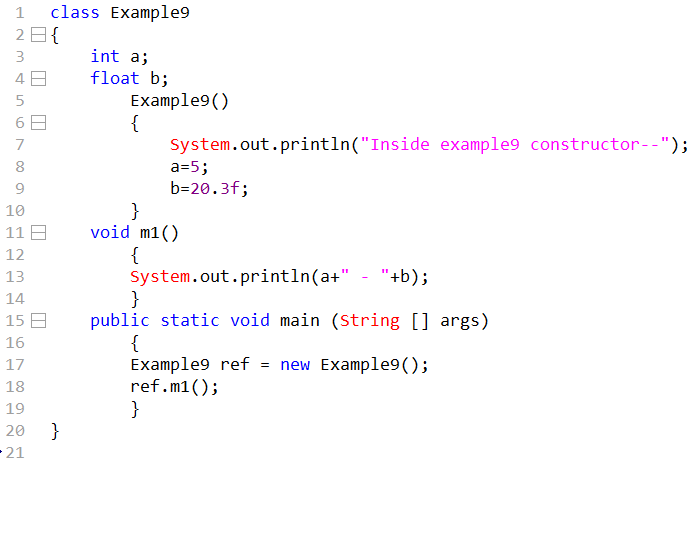 1 class Example9
2 {
3 int a;
4 float b;
5 Example9()
6 {
7 System.out.println("Inside example9 constructor--");
8 a=5;
9 b=20.3f;
10 }
11 void m1()
12 {
13 System.out.println(a+" - "+b);
14 }
15 public static void main (String [] args)
16 {
17 Example9 ref = new Example9();
18 ref.m1();
19 }
20 }
21